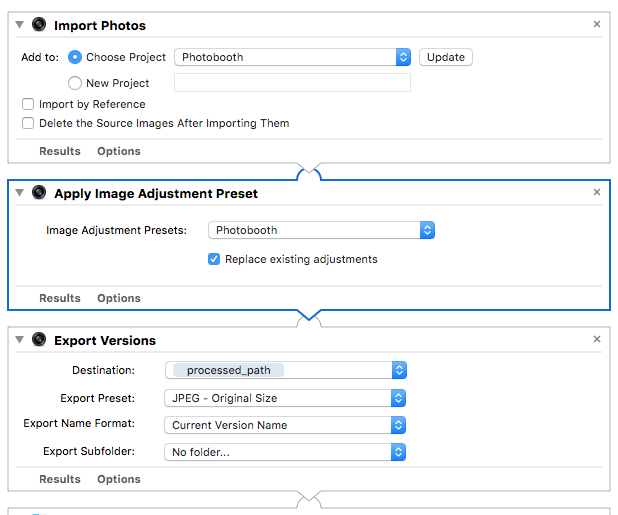 Import Photos
Add to: Choose Project Photobooth Update
New Project
Import by Reference
Delete the Source Images After Importing Them
Results Options
Apply Image Adjustment Preset
Image Adjustment Presets: Photobooth
Replace existing adjustments
Results Options
Export Versions
Destination: processed_path
Export Preset: JPEG - Original Size
Export Name Format: Current Version Name
Export Subfolder: No folder...
Results Options